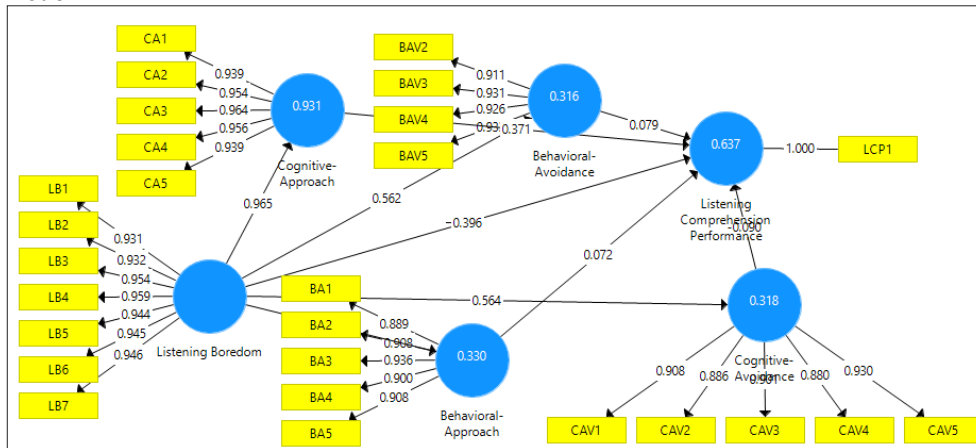 CA1
CA2
CA3
CA4
CA5
0.939
0.954
0.964
0.956
0.939
0.931
Cognitive-
Approach
BAV2
BAV3
BAV4
BAV5
0.911
0.931
0.926
0.371
0.316
Behavioral-
Avoidance
0.079
0.637
Listening
Comprehension
Performance
1.000
LCP1
0.965
0.562
-0.396
0.072
-0.090
LB1
LB2
LB3
LB4
LB5
LB6
LB7
0.931
0.932
0.954
0.959
0.944
0.945
0.946
Listening Boredom
BA1
BA2
BA3
BA4
BA5
0.889
0.908
0.936
0.900
0.908
0.330
Behavioral-
Approach
0.564
0.318
Cognitive-
Avoidance
0.908
0.886
0.880
0.930
CAV1
CAV2
CAV3
CAV4
CAV5